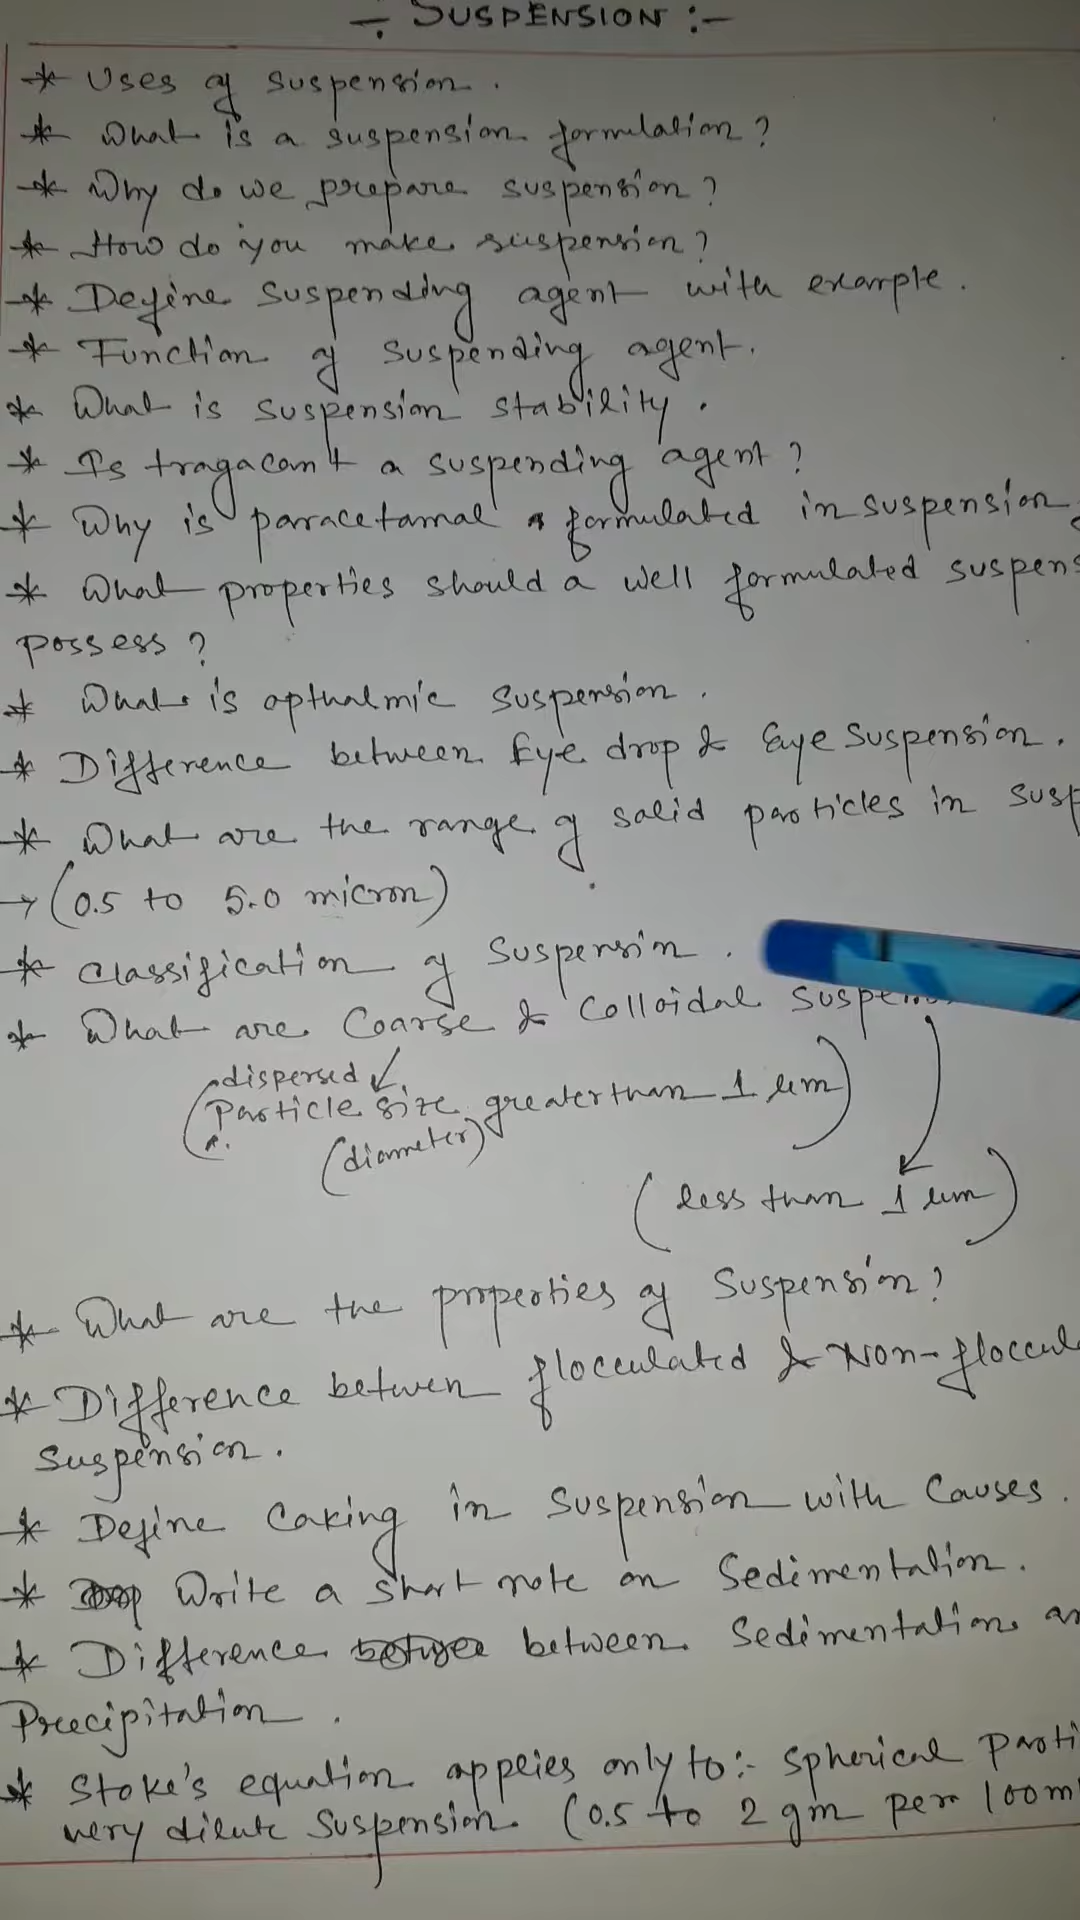 -: SUSPENSION :-
* Uses of suspension.
* What is a suspension formulation?
* Why do we prepare suspension?
* How do you make suspension?
* Define suspending agent with example.
* Function of suspending agent.
* What is suspension stability.
* Is tragacant a suspending agent?
* Why is paracetamal formulated in suspension
* What properties should a well formulated suspens
possess?
* What is opthalmic suspension.
* Difference between Eye drop & Eye suspension.
* What are the range of solid particles in susp
→ (0.5 to 5.0 micron)
* Classification of Suspension.
* What are Coarse & Colloidal suspen
dispersed
(Particle size greater than 1 µm)
(diameter)
(less than 1 µm)
* What are the properties of Suspension?
* Difference between flocculated & Non-floccul
suspension.
* Define Caking in Suspension with Causes.
* Write a short note on Sedimentation.
* Difference between Sedimentation an
Precipitation.
* Stoke's equation applies only to:- Spherical Parti
very dilute Suspension. (0.5 to 2 gm per 100m